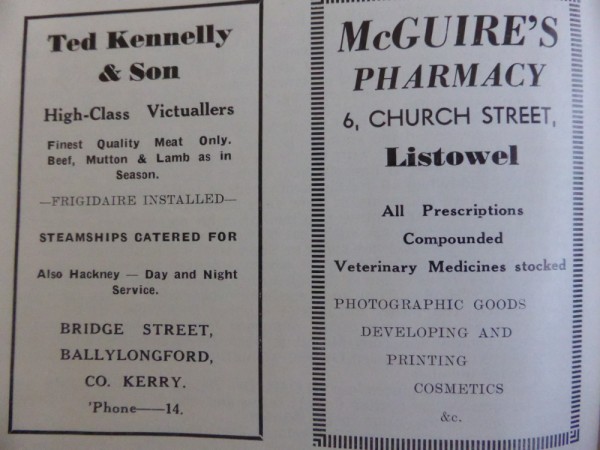 Ted Kennelly
& Son
High-Class Victuallers
Finest Quality Meat Only.
Beef, Mutton & Lamb as in
Season.
—FRIGIDAIRE INSTALLED—
STEAMSHIPS CATERED FOR
Also Hackney — Day and Night
Service.
BRIDGE STREET,
BALLYLONGFORD,
CO. KERRY.
'Phone——14.
McGUIRE'S
PHARMACY
6, CHURCH STREET,
Listowel
All Prescriptions
Compounded
Veterinary Medicines stocked
PHOTOGRAPHIC GOODS
DEVELOPING AND
PRINTING
COSMETICS
&c.